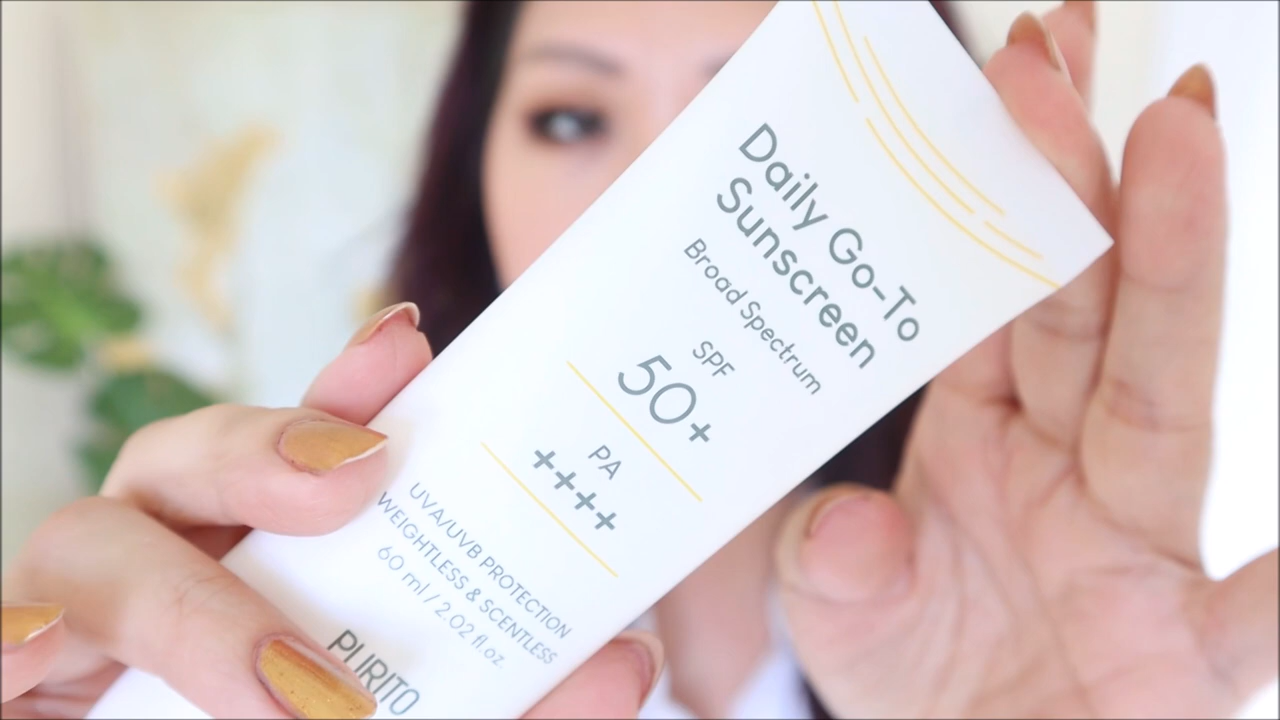 Daily Go-To
Sunscreen
Broad Spectrum
SPF
50+
PA
++++
UVA/UVB PROTECTION
WEIGHTLESS & SCENTLESS
60 ml / 2.02 fl.oz.
PURITO